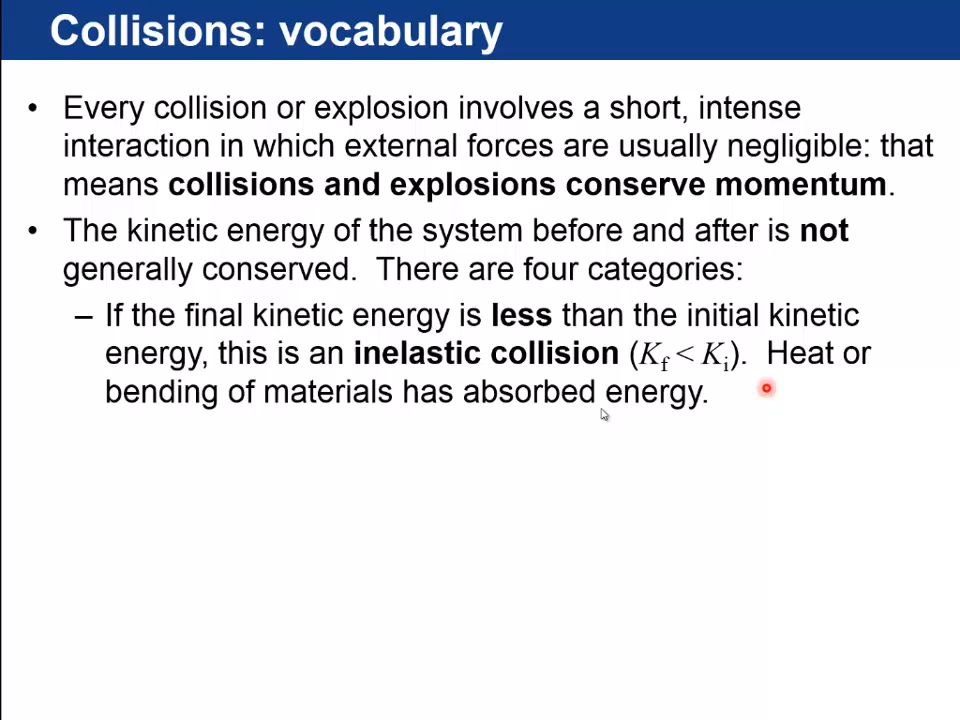 Collisions: vocabulary
• Every collision or explosion involves a short, intense
interaction in which external forces are usually negligible: that
means collisions and explosions conserve momentum.
• The kinetic energy of the system before and after is not
generally conserved.  There are four categories:
– If the final kinetic energy is less than the initial kinetic
energy, this is an inelastic collision (Kf < Ki).  Heat or
bending of materials has absorbed energy.